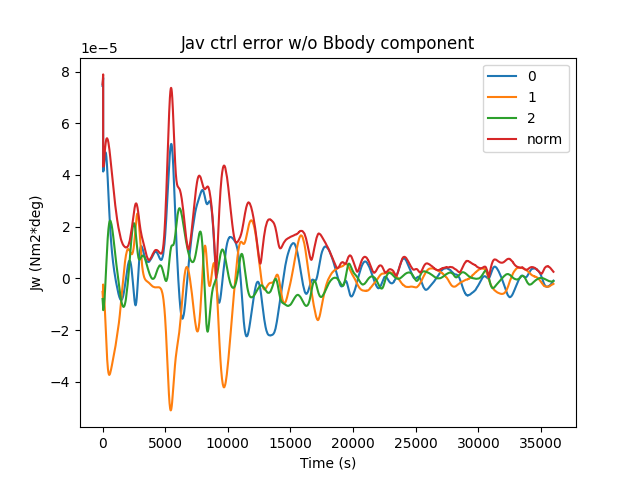 Jav ctrl error w/o Bbody component
1e−5
8
6
4
2
0
−2
−4
Jw (Nm2*deg)
0
1
2
norm
0 5000 10000 15000 20000 25000 30000 35000
Time (s)